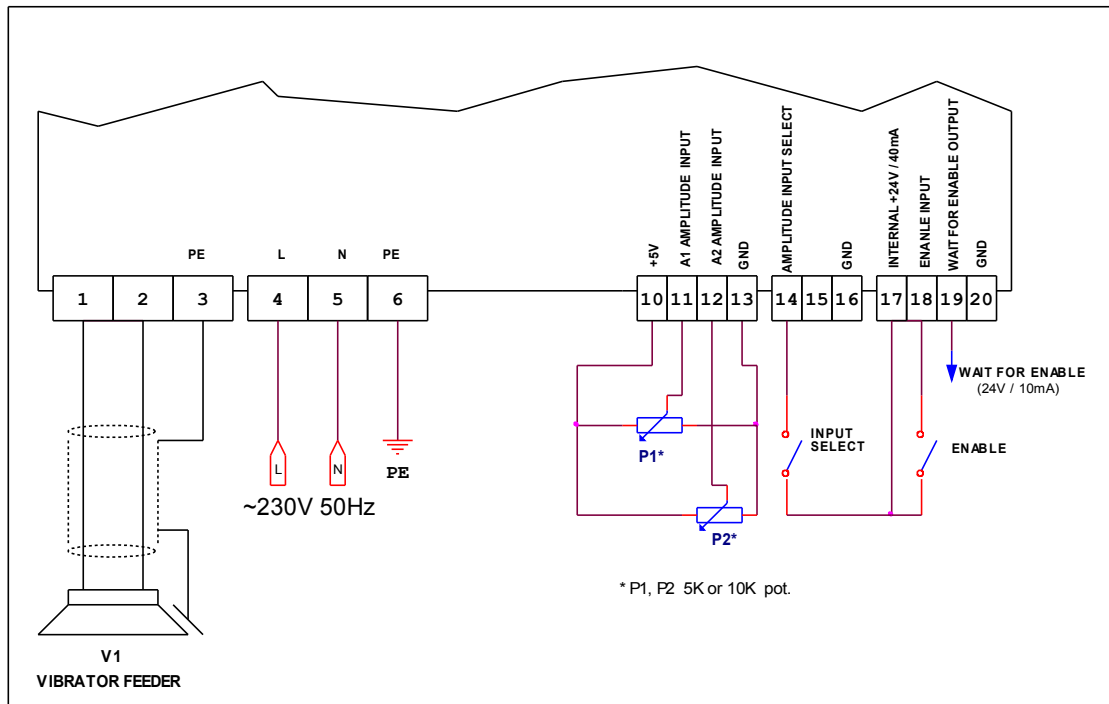 +5V
A1 AMPLITUDE INPUT
A2 AMPLITUDE INPUT
GND
AMPLITUDE INPUT SELECT
GND
INTERNAL +24V / 40mA
ENANLE INPUT
WAIT FOR ENABLE OUTPUT
GND
PE
L
N
PE
1
2
3
4
5
6
10
11
12
13
14
15
16
17
18
19
20
WAIT FOR ENABLE
(24V / 10mA)
INPUT
SELECT
ENABLE
P1*
L
N
PE
~230V 50Hz
P2*
* P1, P2 5K or 10K pot.
V1
VIBRATOR FEEDER